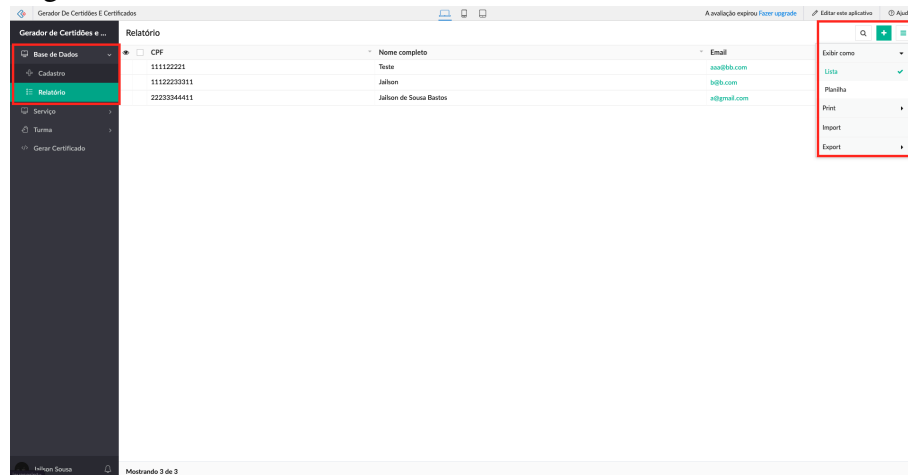 Gerador De Certidões E Certificados
A avaliação expirou Fazer upgrade
Editar este aplicativo
Ajud
Gerador de Certidões e ...
Relatório
Base de Dados
Cadastro
Relatório
Serviço
Turma
Gerar Certificado
CPF Nome completo Email
111122221 Teste aaa@bb.com
11122233311 Jailson b@b.com
22233344411 Jailson de Sousa Bastos a@gmail.com
Exibir como
Lista
Planilha
Print
Import
Export
Jailson Sousa
Mostrando 3 de 3